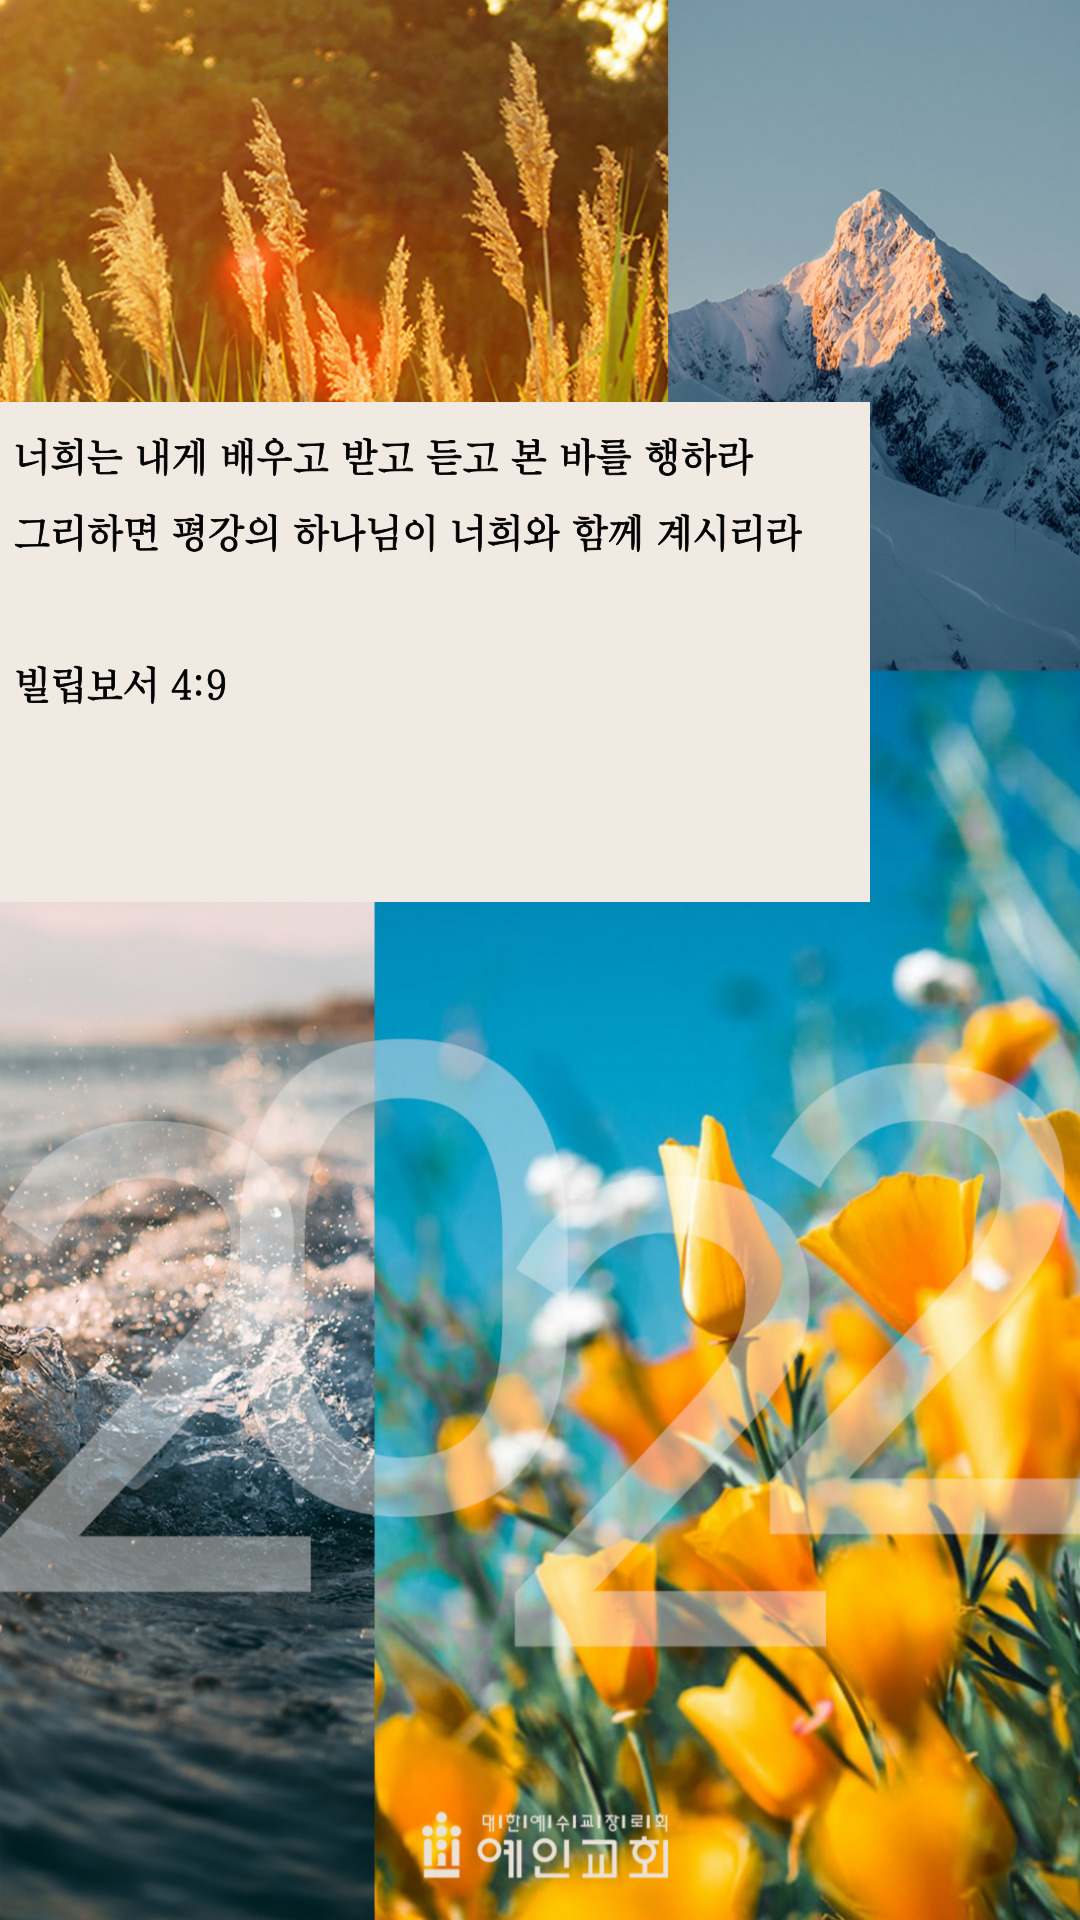 너희는 내게 배우고 받고 듣고 본 바를 행하라
그리하면 평강의 하나님이 너희와 함께 계시리라
빌립보서 4:9
2022
대한예수교장로회
예인교회